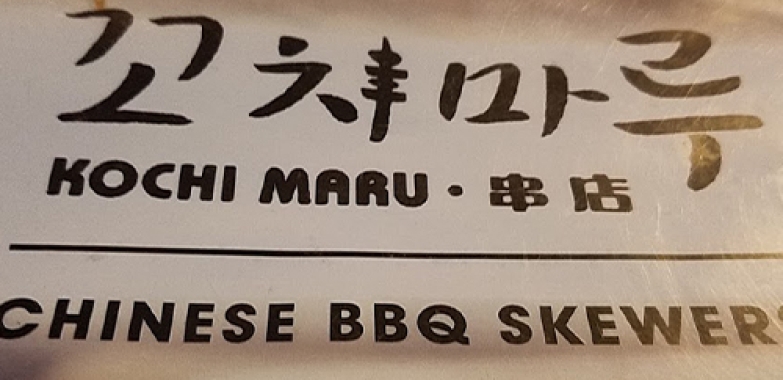 꼬치마루
KOCHI MARU · 串店
CHINESE BBQ SKEWERS